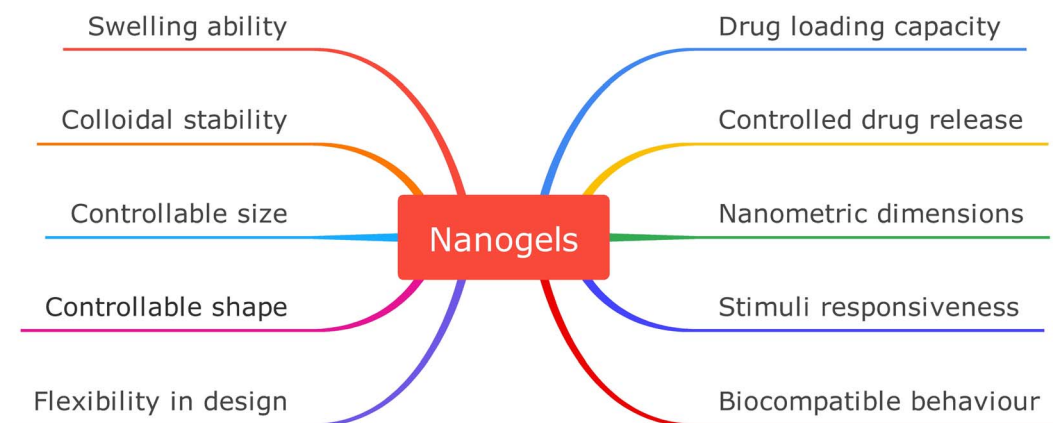 Swelling ability
Colloidal stability
Controllable size
Controllable shape
Flexibility in design
Nanogels
Drug loading capacity
Controlled drug release
Nanometric dimensions
Stimuli responsiveness
Biocompatible behaviour